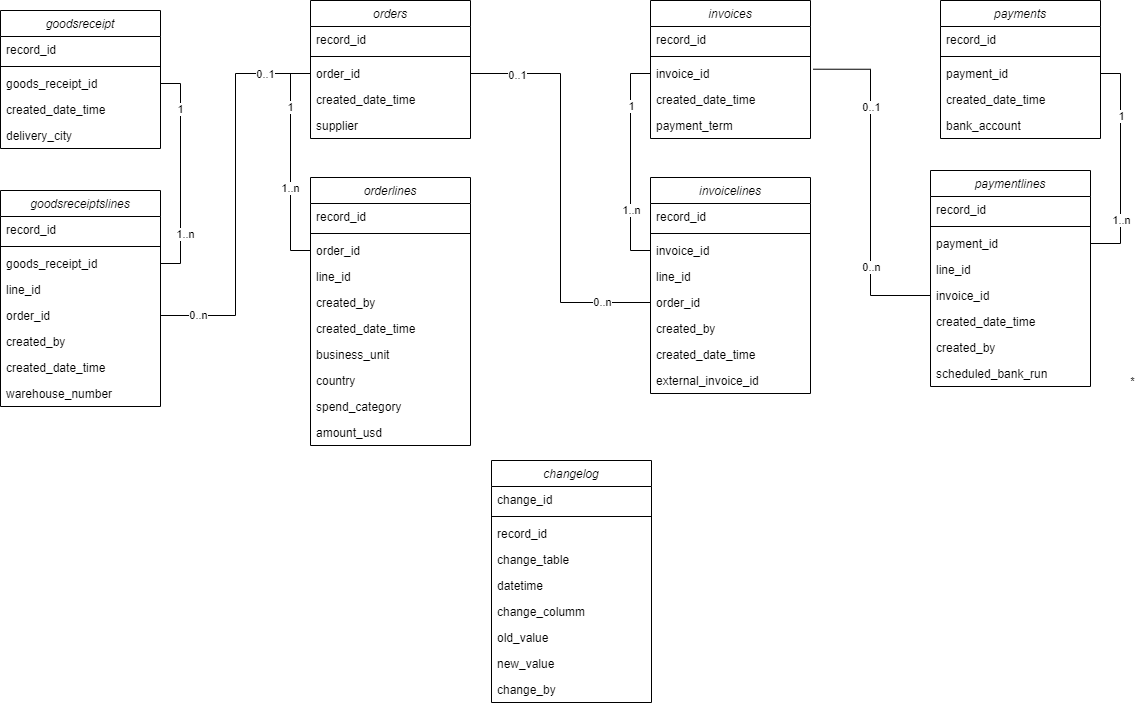 goodsreceipt
record_id
goods_receipt_id
created_date_time
delivery_city
1
1..n
goodsreceiptslines
record_id
goods_receipt_id
line_id
order_id
created_by
created_date_time
warehouse_number
0..n
0..1
orders
record_id
order_id
created_date_time
supplier
1
1..n
orderlines
record_id
order_id
line_id
created_by
created_date_time
business_unit
country
spend_category
amount_usd
0..1
0..n
invoices
record_id
invoice_id
created_date_time
payment_term
1
1..n
invoicelines
record_id
invoice_id
line_id
order_id
created_by
created_date_time
external_invoice_id
0..1
0..n
payments
record_id
payment_id
created_date_time
bank_account
1
1..n
paymentlines
record_id
payment_id
line_id
invoice_id
created_date_time
created_by
scheduled_bank_run
*
changelog
change_id
record_id
change_table
datetime
change_columm
old_value
new_value
change_by